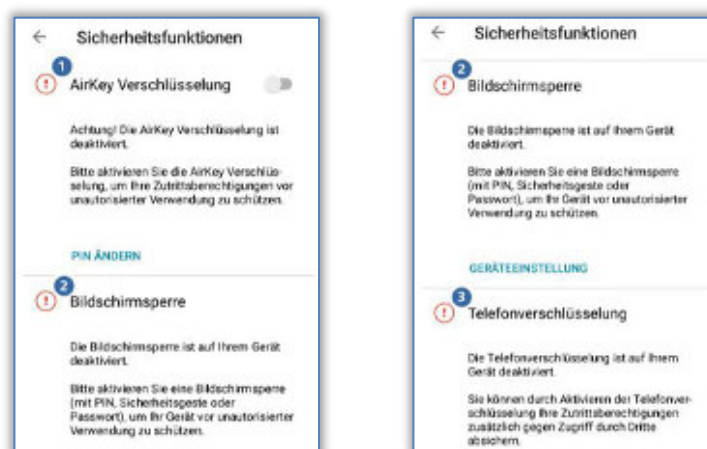 ← Sicherheitsfunktionen
1
AirKey Verschlüsselung
Achtung! Die AirKey Verschlüsselung ist
deaktiviert.
Bitte aktivieren Sie die AirKey Verschlüs-
selung, um Ihre Zutrittsberechtigungen vor
unautorisierter Verwendung zu schützen.
PIN ÄNDERN
2
Bildschirmsperre
Die Bildschirmsperre ist auf Ihrem Gerät
deaktiviert.
Bitte aktivieren Sie eine Bildschirmsperre
(mit PIN, Sicherheitsgeste oder
Passwort), um Ihr Gerät vor unautorisierter
Verwendung zu schützen.
← Sicherheitsfunktionen
2
Bildschirmsperre
Die Bildschirmsperre ist auf Ihrem Gerät
deaktiviert.
Bitte aktivieren Sie eine Bildschirmsperre
(mit PIN, Sicherheitsgeste oder
Passwort), um Ihr Gerät vor unautorisierter
Verwendung zu schützen.
GERÄTEEINSTELLUNG
3
Telefonverschlüsselung
Die Telefonverschlüsselung ist auf Ihrem
Gerät deaktiviert.
Sie können durch Aktivieren der Telefonver-
schlüsselung Ihre Zutrittsberechtigungen
zusätzlich gegen Zugriff durch Dritte
absichern.